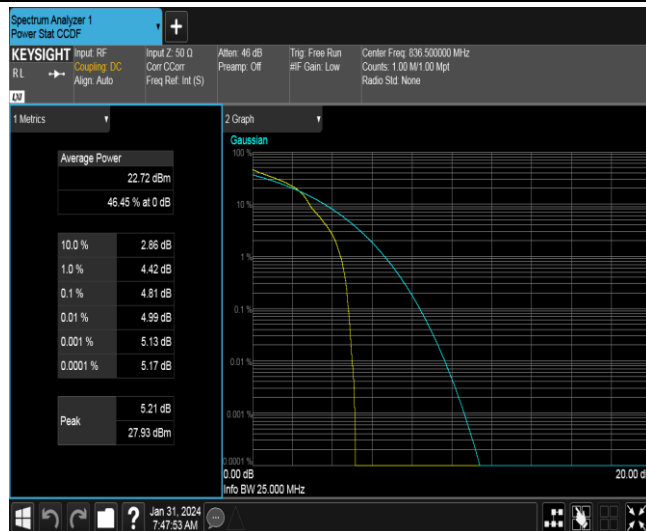 Spectrum Analyzer 1
Power Stat CCDF
+
KEYSIGHT
RL
Input: RF
Coupling: DC
Align: Auto
Input Z: 50 Ω
Corr CCorr
Freq Ref: Int (S)
Atten: 46 dB
Preamp: Off
Trig: Free Run
#IF Gain: Low
Center Freq: 836.500000 MHz
Counts: 1.00 M/1.00 Mpt
Radio Std: None
1 Metrics
Average Power
22.72 dBm
46.45 % at 0 dB
10.0 % 2.86 dB
1.0 % 4.42 dB
0.1 % 4.81 dB
0.01 % 4.99 dB
0.001 % 5.13 dB
0.0001 % 5.17 dB
Peak
5.21 dB
27.93 dBm
2 Graph
Gaussian
100 %
10 %
1 %
0.1 %
0.01 %
0.001 %
0.0001 %
0.00 dB
20.00 d
Info BW 25.000 MHz
?
Jan 31, 2024
7:47:53 AM